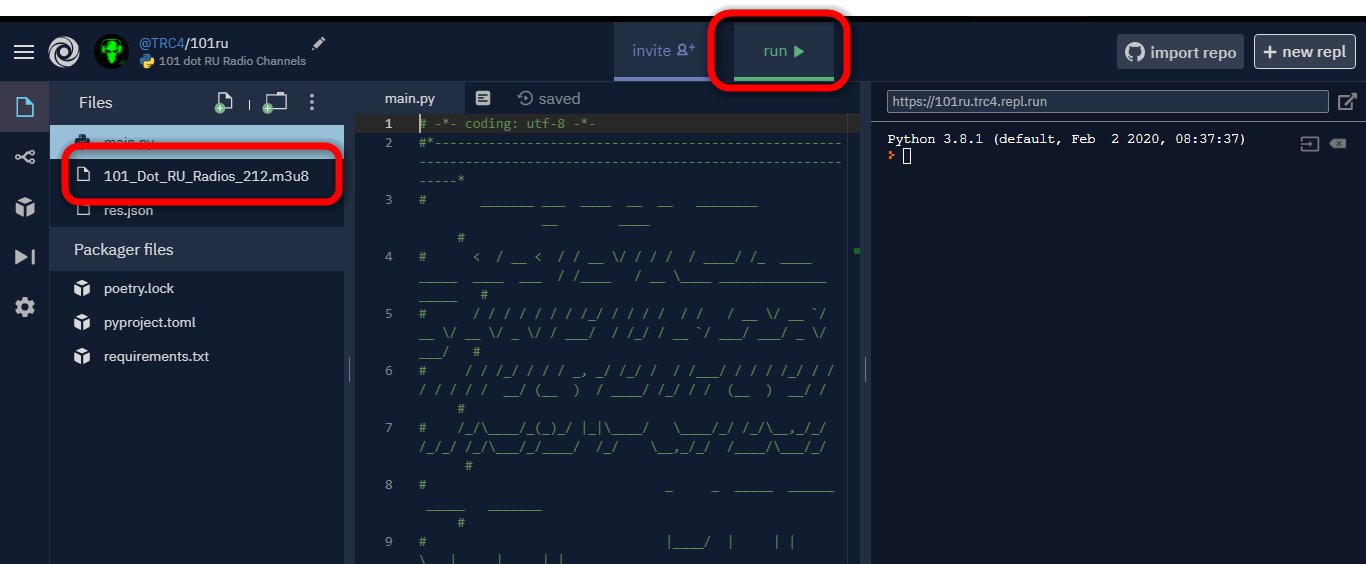 @TRC4/101ru
101 dot RU Radio Channels
invite
run
import repo
+ new repl
Files
main.py
saved
https://101ru.trc4.repl.run
main.py
101_Dot_RU_Radios_212.m3u8
res.json
Packager files
poetry.lock
pyproject.toml
requirements.txt
1 # -*- coding: utf-8 -*-
2 #*------------------------------------------------------
-------------------------------------------------------
-----*
3 #
4 #
5 #
6 #
7 #
8 #
9 #
Python 3.8.1 (default, Feb  2 2020, 08:37:37)